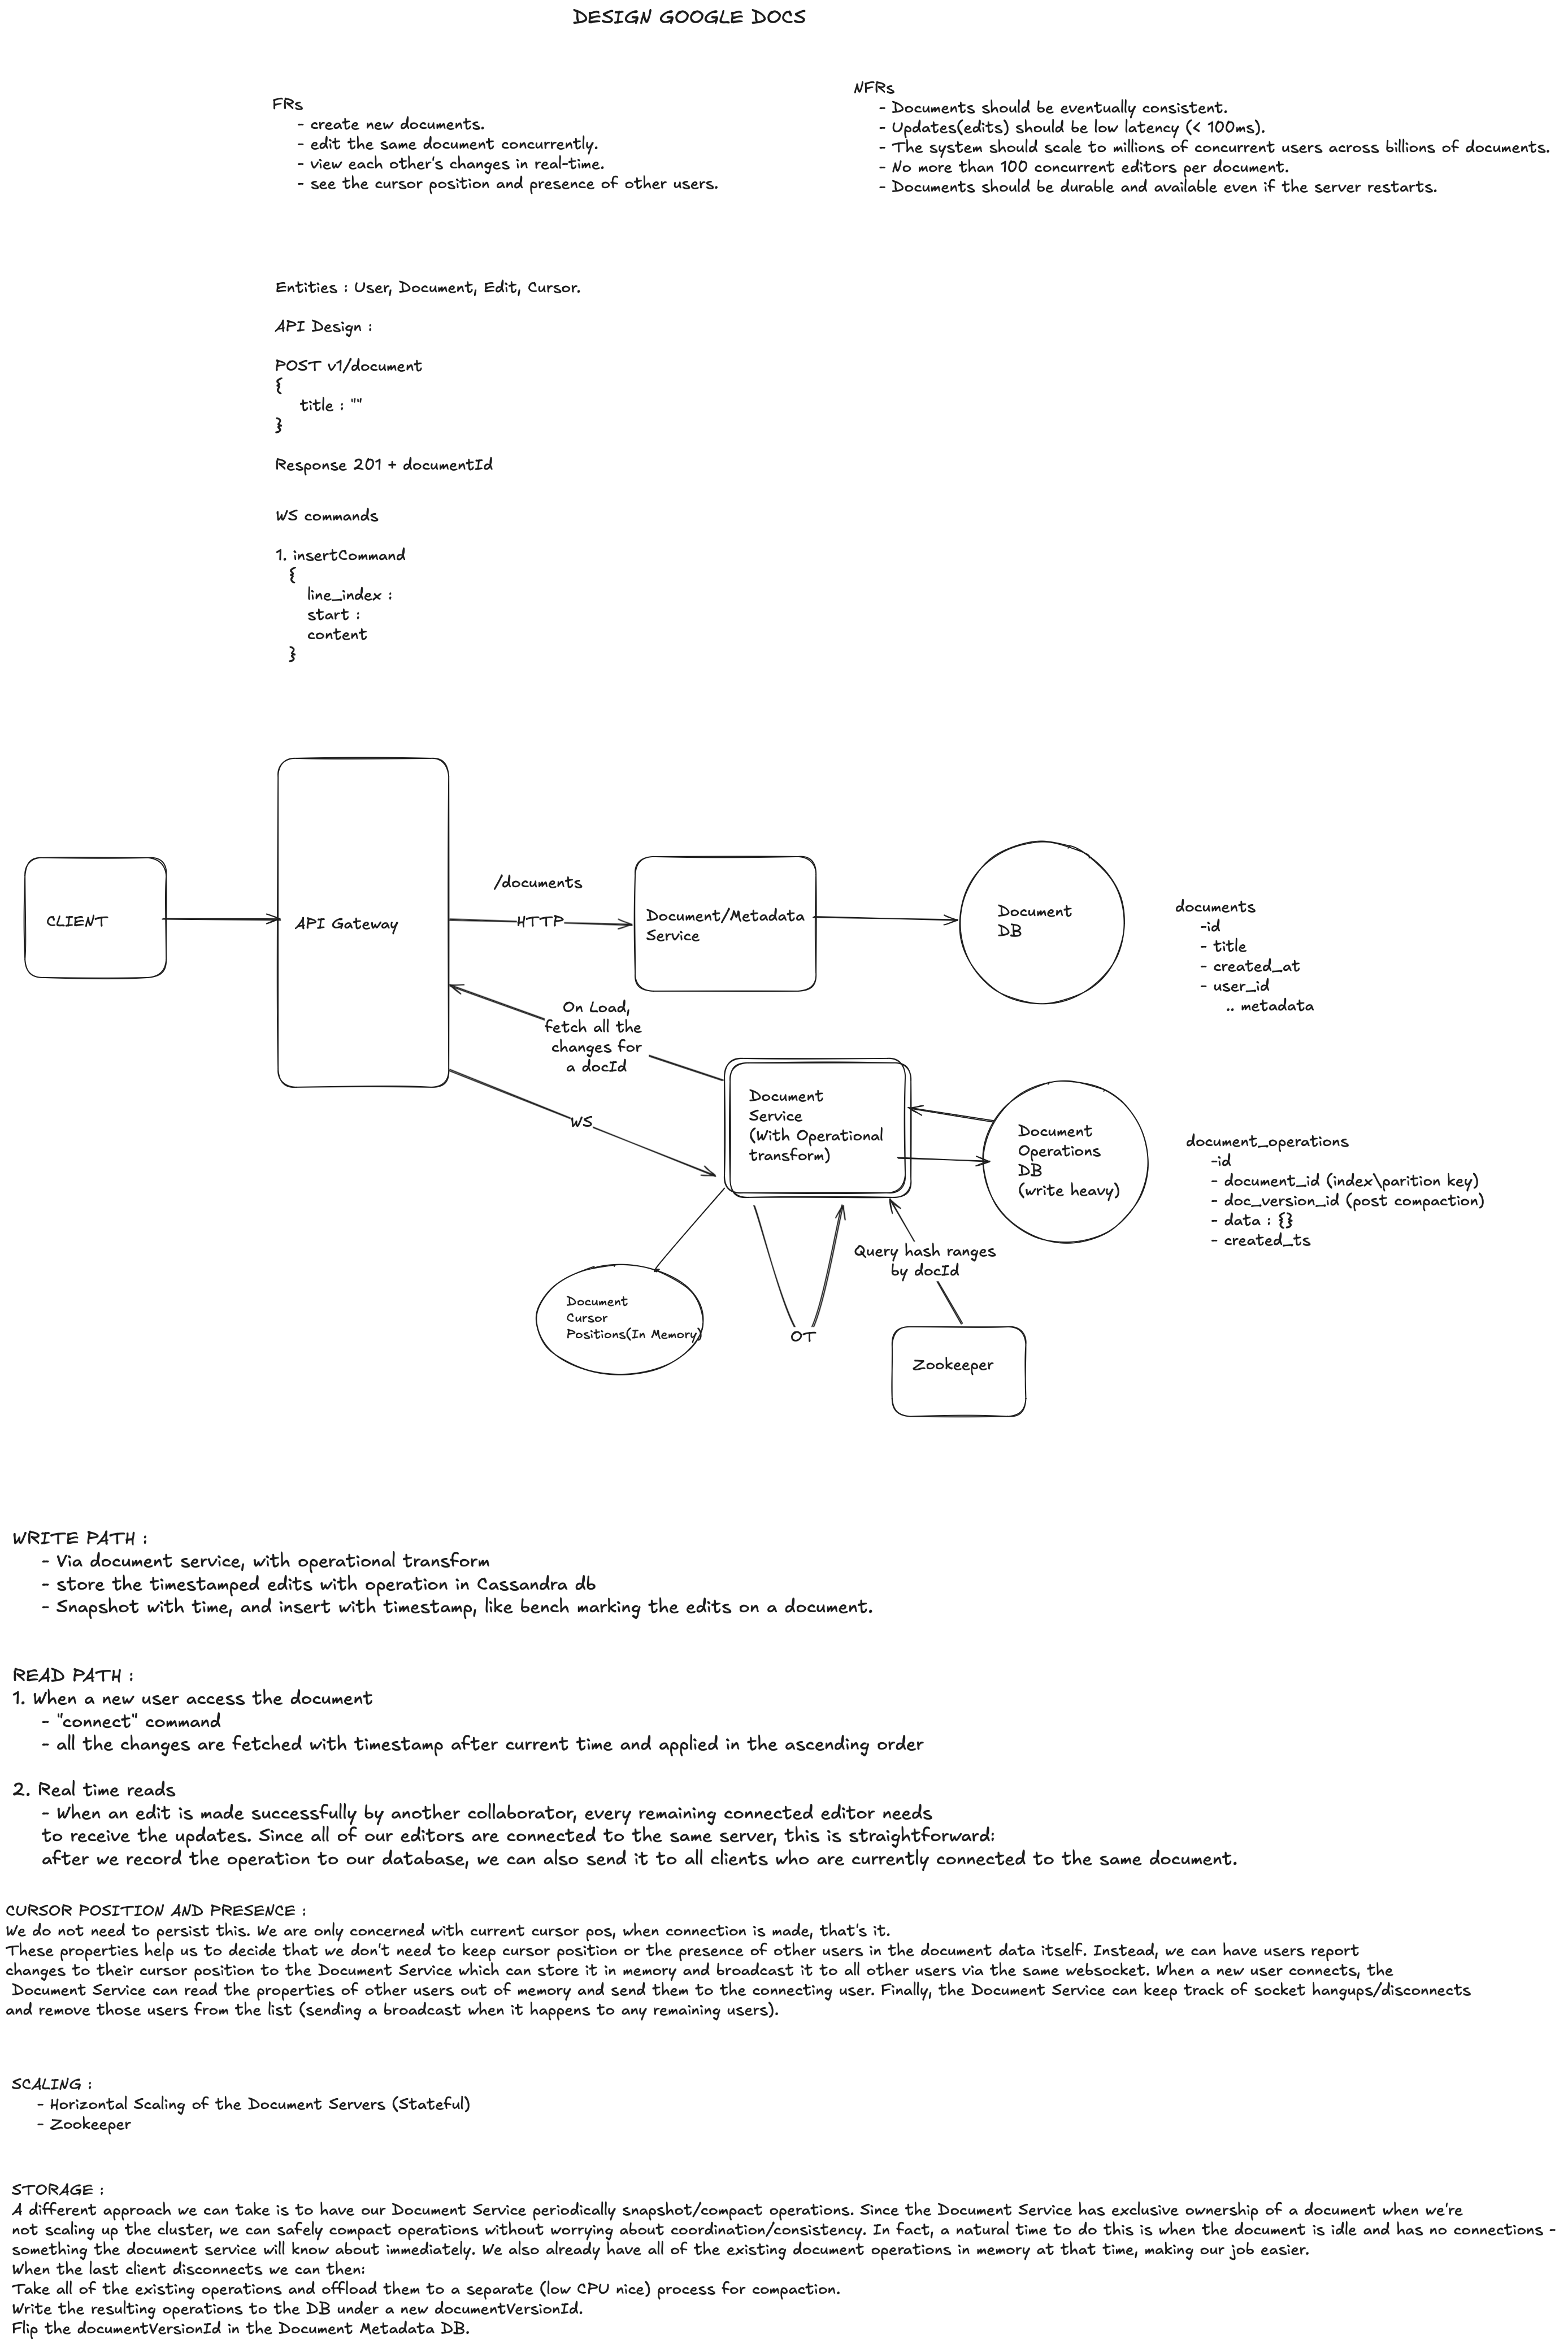 DESIGN GOOGLE DOCS
FRs
- create new documents.
- edit the same document concurrently.
- view each other's changes in real-time.
- see the cursor position and presence of other users.
NFRs
- Documents should be eventually consistent.
- Updates(edits) should be low latency (< 100ms).
- The system should scale to millions of concurrent users across billions of documents.
- No more than 100 concurrent editors per document.
- Documents should be durable and available even if the server restarts.
Entities : User, Document, Edit, Cursor.
API Design :
POST v1/document
{
title : ""
}
Response 201 + documentId
WS commands
1. insertCommand
{
line_index :
start :
content
}
CLIENT
API Gateway
/documents
HTTP
Document/Metadata
Service
Document
DB
documents
-id
- title
- created_at
- user_id
.. metadata
On Load,
fetch all the
changes for
a docId
WS
Document
Service
(With Operational
transform)
Document
Operations
DB
(write heavy)
document_operations
-id
- document_id (index\parition key)
- doc_version_id (post compaction)
- data : {}
- created_ts
Query hash ranges
by docId
Document
Cursor
Positions(In Memory)
OT
Zookeeper
WRITE PATH :
- Via document service, with operational transform
- store the timestamped edits with operation in Cassandra db
- Snapshot with time, and insert with timestamp, like bench marking the edits on a document.
READ PATH :
1. When a new user access the document
- "connect" command
- all the changes are fetched with timestamp after current time and applied in the ascending order
2. Real time reads
- When an edit is made successfully by another collaborator, every remaining connected editor needs
to receive the updates. Since all of our editors are connected to the same server, this is straightforward:
after we record the operation to our database, we can also send it to all clients who are currently connected to the same document.
CURSOR POSITION AND PRESENCE :
We do not need to persist this. We are only concerned with current cursor pos, when connection is made, that's it.
These properties help us to decide that we don't need to keep cursor position or the presence of other users in the document data itself. Instead, we can have users report
changes to their cursor position to the Document Service which can store it in memory and broadcast it to all other users via the same websocket. When a new user connects, the
Document Service can read the properties of other users out of memory and send them to the connecting user. Finally, the Document Service can keep track of socket hangups/disconnects
and remove those users from the list (sending a broadcast when it happens to any remaining users).
SCALING :
- Horizontal Scaling of the Document Servers (Stateful)
- Zookeeper
STORAGE :
A different approach we can take is to have our Document Service periodically snapshot/compact operations. Since the Document Service has exclusive ownership of a document when we're
not scaling up the cluster, we can safely compact operations without worrying about coordination/consistency. In fact, a natural time to do this is when the document is idle and has no connections -
something the document service will know about immediately. We also already have all of the existing document operations in memory at that time, making our job easier.
When the last client disconnects we can then:
Take all of the existing operations and offload them to a separate (low CPU nice) process for compaction.
Write the resulting operations to the DB under a new documentVersionId.
Flip the documentVersionId in the Document Metadata DB.